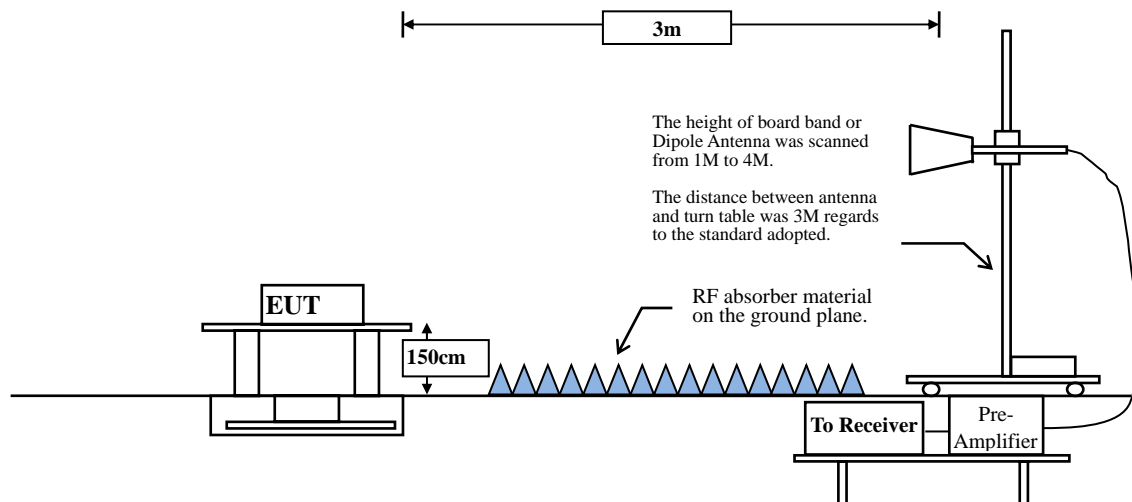 3m
The height of board band or
Dipole Antenna was scanned
from 1M to 4M.
The distance between antenna
and turn table was 3M regards
to the standard adopted.
EUT
RF absorber material
on the ground plane.
150cm
To Receiver
Pre-
Amplifier